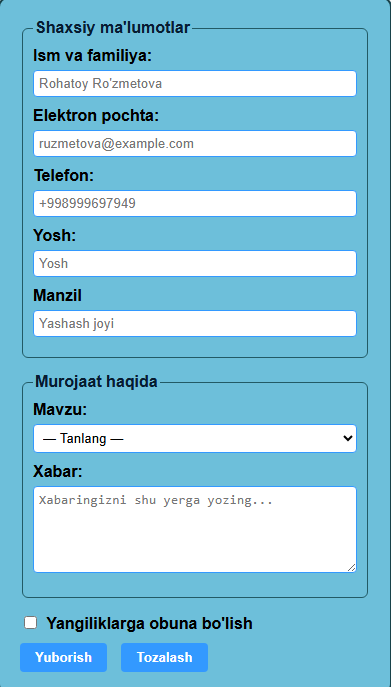 Shaxsiy ma'lumotlar
Ism va familiya:
Rohatoy Ro'zmetova
Elektron pochta:
ruzmetova@example.com
Telefon:
+998999697949
Yosh:
Yosh
Manzil
Yashash joyi
Murojaat haqida
Mavzu:
— Tanlang —
Xabar:
Xabaringizni shu yerga yozing...
Yangiliklarga obuna bo'lish
Yuborish Tozalash